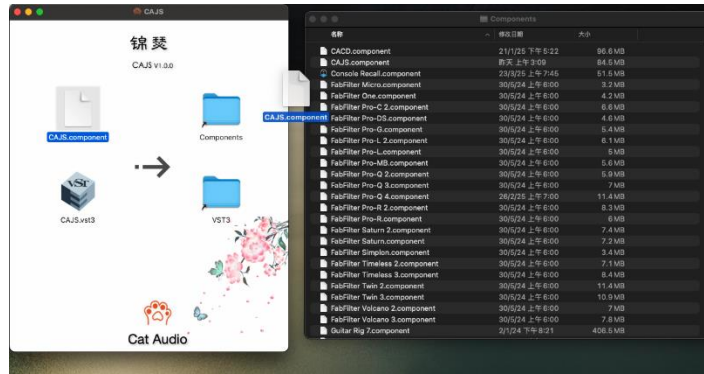 CAJS
锦瑟
CAJS V1.0.0
CAJS.component
Components
VST
CAJS.vst3
VST3
Cat Audio
CAJS.component
Components
名称 修改日期 大小
CACD.component 21/1/25 下午5:22 96.6 MB
CAJS.component 昨天 上午3:09 84.5 MB
Console Recall.component 23/3/25 上午7:45 51.5 MB
FabFilter Micro.component 30/5/24 上午6:00 3.2 MB
FabFilter One.component 30/5/24 上午6:00 4.2 MB
FabFilter Pro-C 2.component 30/5/24 上午6:00 6.6 MB
FabFilter Pro-DS.component 30/5/24 上午6:00 4.6 MB
FabFilter Pro-G.component 30/5/24 上午6:00 5.4 MB
FabFilter Pro-L 2.component 30/5/24 上午6:00 6.1 MB
FabFilter Pro-L.component 30/5/24 上午6:00 5 MB
FabFilter Pro-MB.component 30/5/24 上午6:00 5.6 MB
FabFilter Pro-Q 2.component 30/5/24 上午6:00 5.9 MB
FabFilter Pro-Q 3.component 30/5/24 上午6:00 7 MB
FabFilter Pro-Q 4.component 26/2/25 上午7:00 11.4 MB
FabFilter Pro-R 2.component 30/5/24 上午6:00 8.3 MB
FabFilter Pro-R.component 30/5/24 上午6:00 6 MB
FabFilter Saturn 2.component 30/5/24 上午6:00 7.4 MB
FabFilter Saturn.component 30/5/24 上午6:00 7.2 MB
FabFilter Simplon.component 30/5/24 上午6:00 3.4 MB
FabFilter Timeless 2.component 30/5/24 上午6:00 7.1 MB
FabFilter Timeless 3.component 30/5/24 上午6:00 8.4 MB
FabFilter Twin 2.component 30/5/24 上午6:00 11.4 MB
FabFilter Twin 3.component 30/5/24 上午6:00 10.9 MB
FabFilter Volcano 2.component 30/5/24 上午6:00 7 MB
FabFilter Volcano 3.component 30/5/24 上午6:00 7.8 MB
Guitar Rig 7.component 2/1/24 下午8:21 406.5 MB